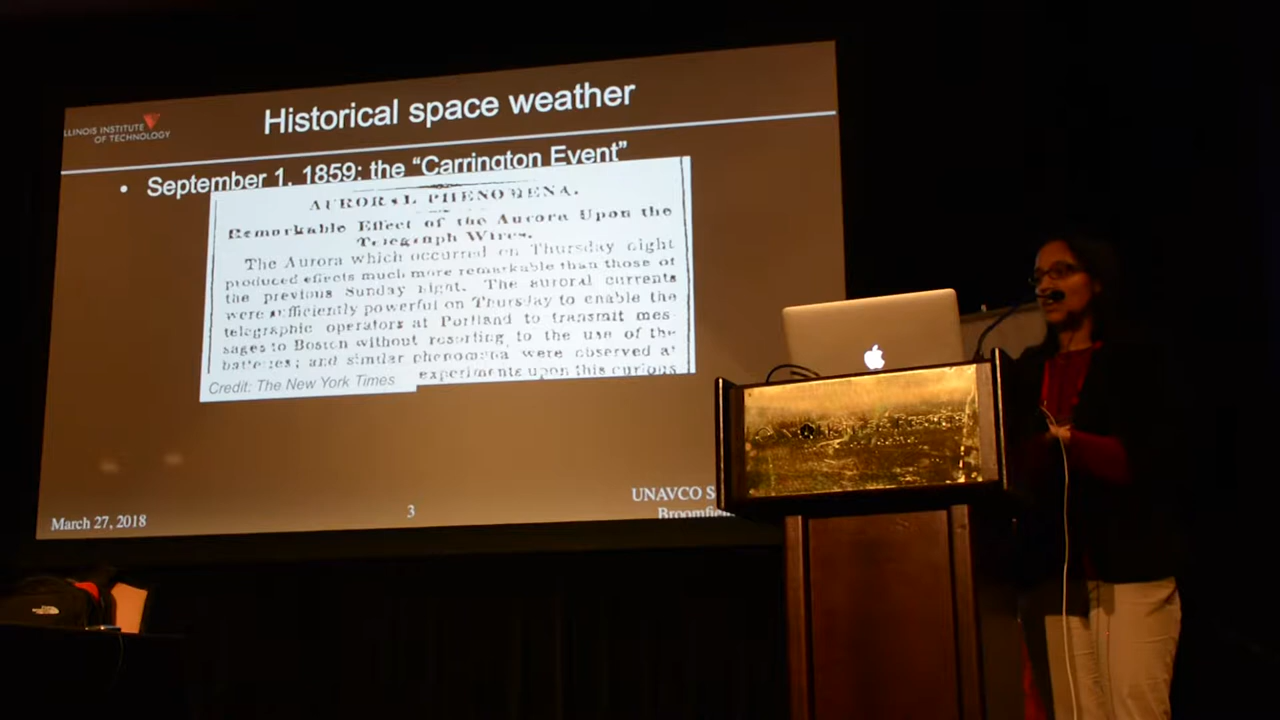 Historical space weather
ILLINOIS INSTITUTE
OF TECHNOLOGY
• September 1, 1859: the “Carrington Event”
AURORAL PHENOMENA.
Remarkable Effect of the Aurora Upon the
Telegraph Wires.
The Aurora which occurred on Thursday night
produced effects much more remarkable than those of
the previous Sunday night. The auroral currents
were sufficiently powerful on Thursday to enable the
telegraphic operators at Portland to transmit mes-
sages to Boston without resorting to the use of the
batteries; and similar phenomena were observed at
experiments upon this curious
Credit: The New York Times
March 27, 2018
3
UNAVCO S
Broomfie